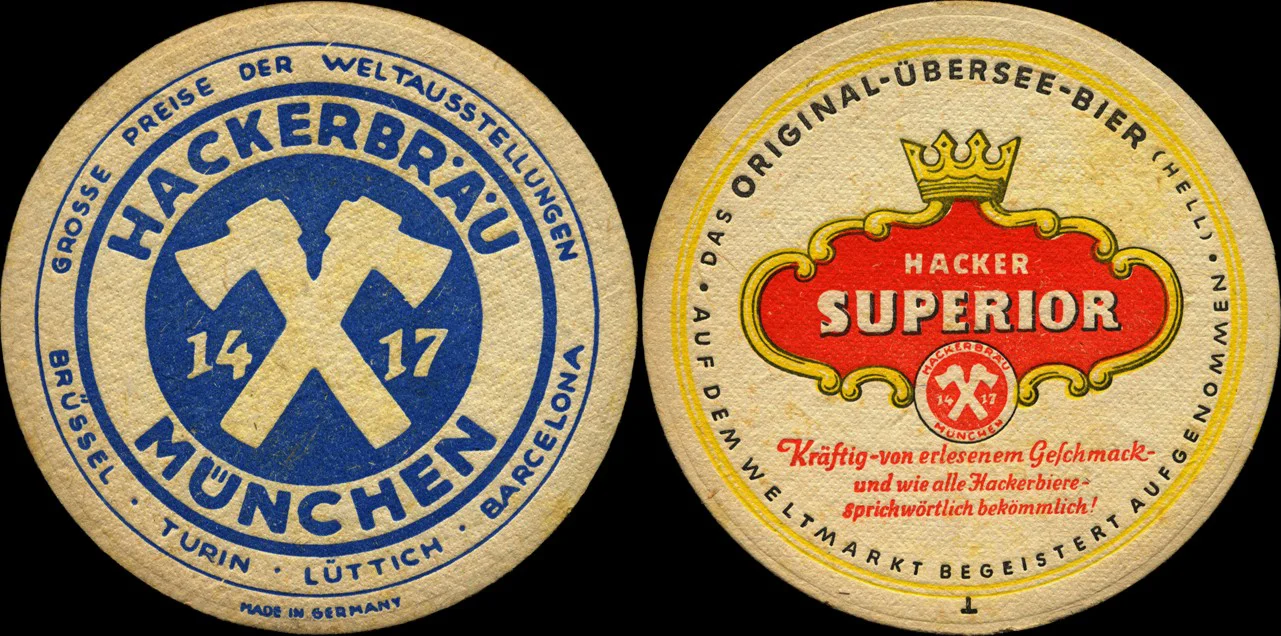 GROSSE PREISE DER WELTAUSSTELLUNGEN
HACKERBRÄU
14 17
MÜNCHEN
BRÜSSEL · TURIN · LÜTTICH · BARCELONA
MADE IN GERMANY
· DAS ORIGINAL-ÜBERSEE-BIER (HELL) ·
HACKER
SUPERIOR
HACKERBRÄU
14 17
MÜNCHEN
Kräftig-von erlesenem Geſchmack-
und wie alle Hackerbiere-
sprichwörtlich bekömmlich!
AUF DEM WELTMARKT BEGEISTERT AUFGENOMMEN
T